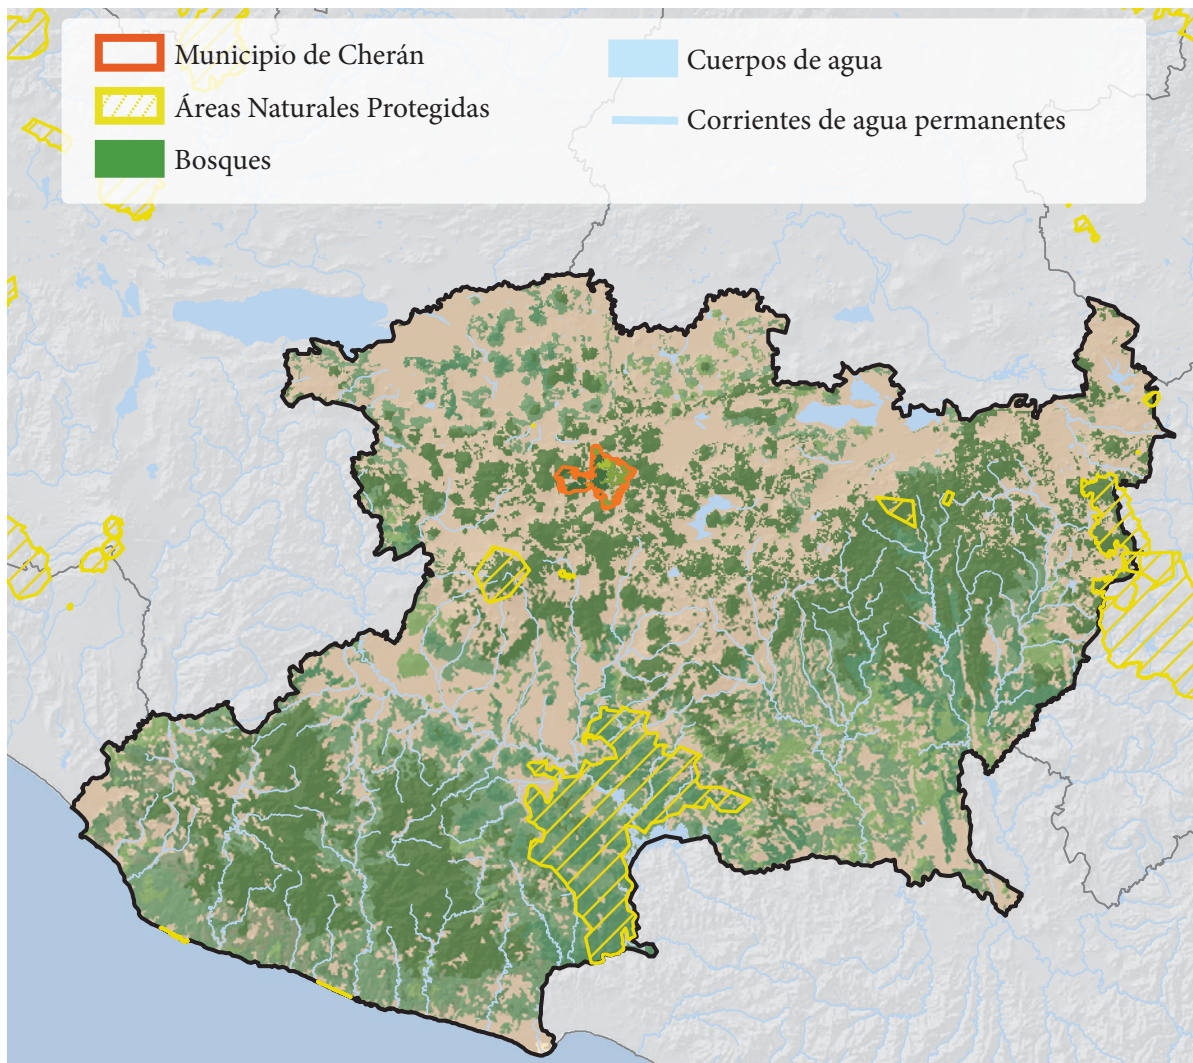 Municipio de Cherán
Áreas Naturales Protegidas
Bosques
Cuerpos de agua
Corrientes de agua permanentes